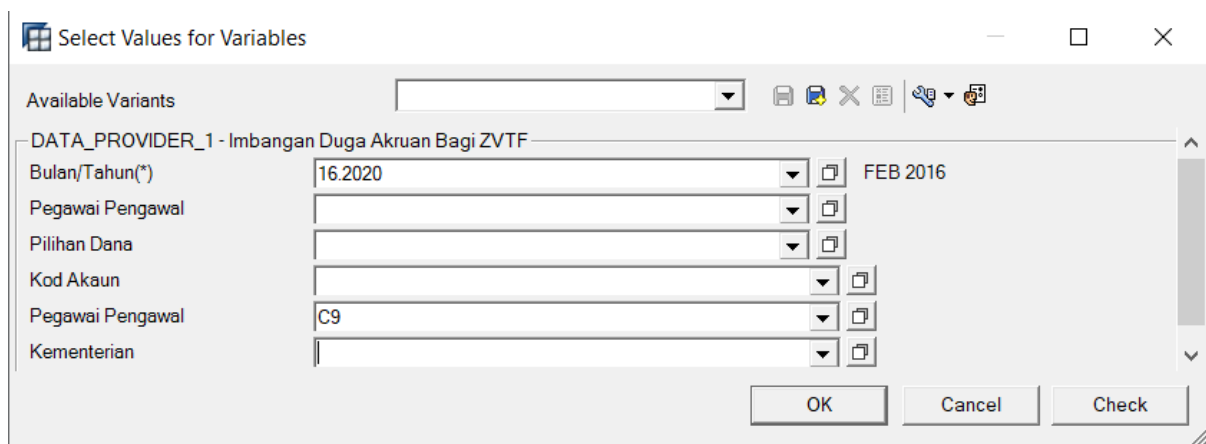 Select Values for Variables
Available Variants
DATA_PROVIDER_1 - Imbangan Duga Akruan Bagi ZVTF
Bulan/Tahun(*) 16.2020 FEB 2016
Pegawai Pengawal
Pilihan Dana
Kod Akaun
Pegawai Pengawal C9
Kementerian
OK Cancel Check